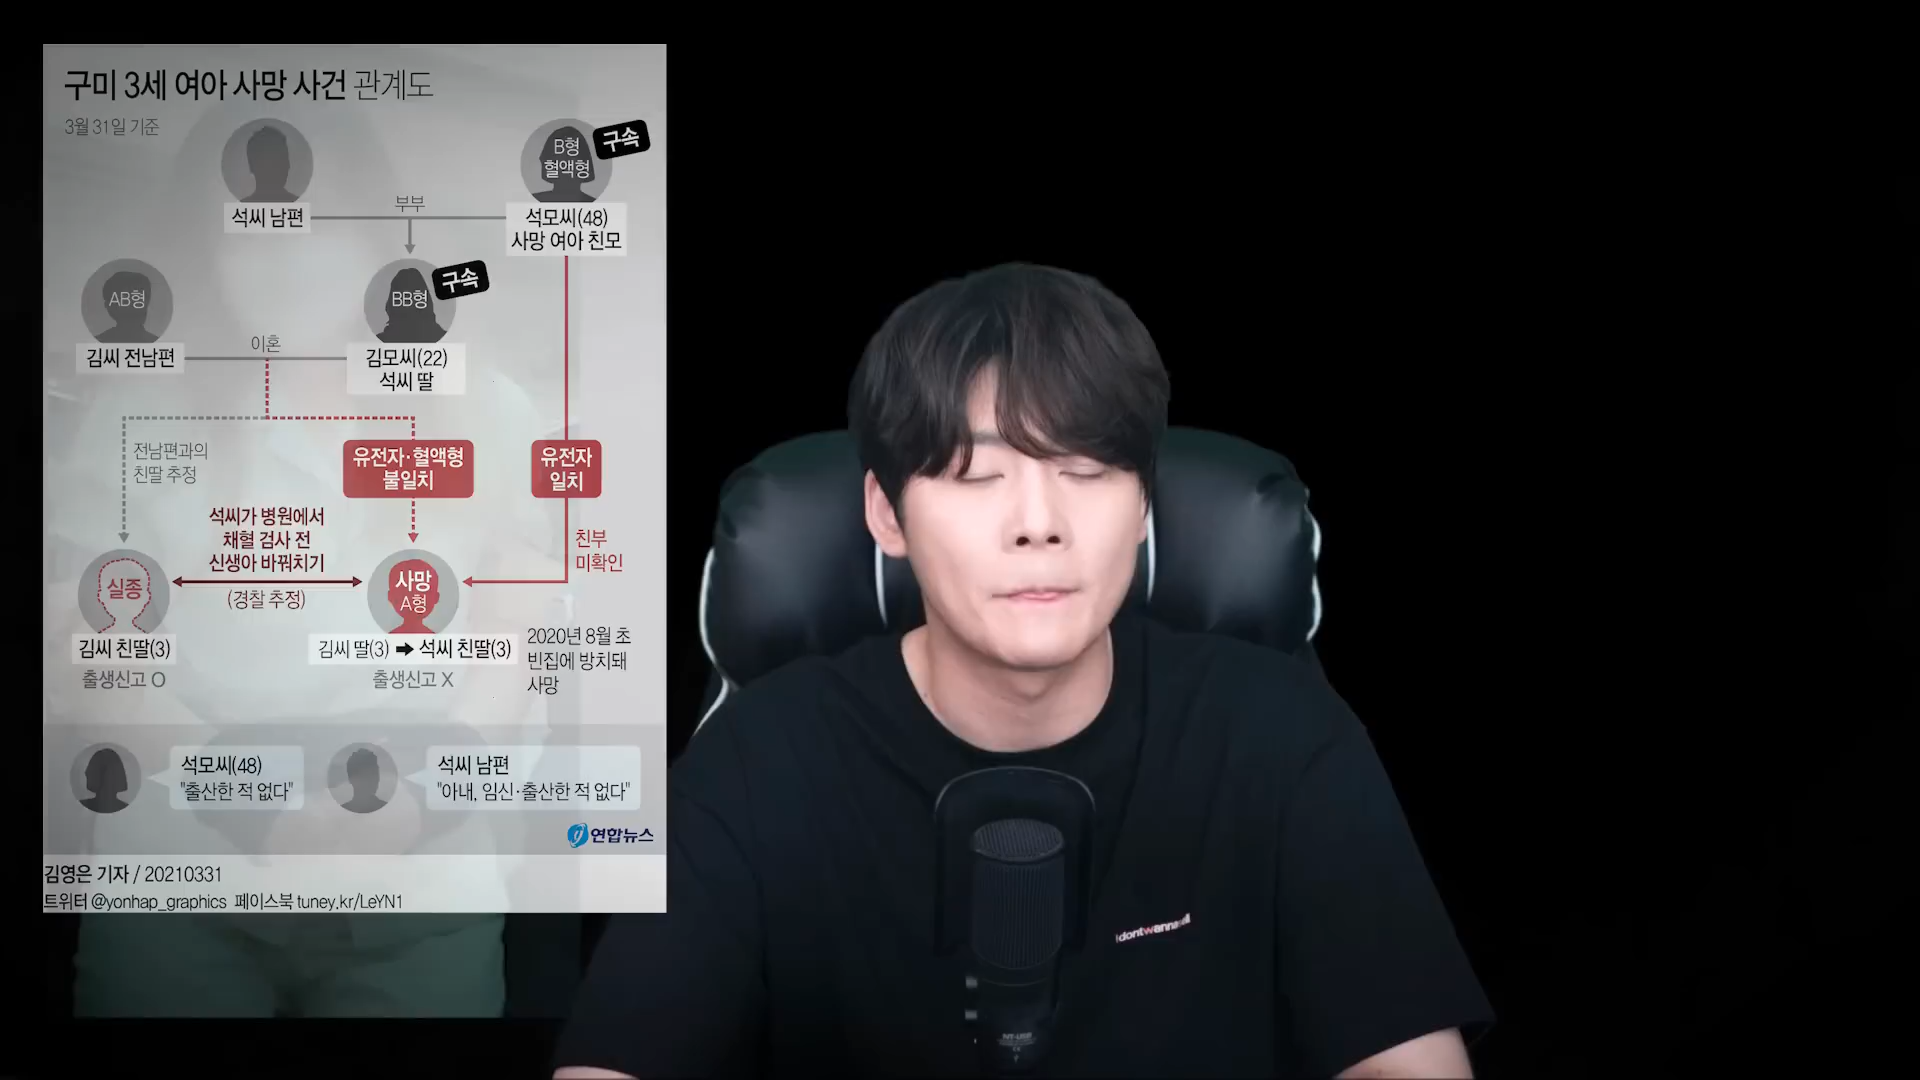 구미 3세 여아 사망 사건 관계도
3월 31일 기준
B형
혈액형
구속
석씨 남편
부부
석모씨(48)
사망 여아 친모
AB형
BB형
구속
김씨 전남편
이혼
김모씨(22)
석씨 딸
전남편과의
친딸 추정
유전자·혈액형
불일치
유전자
일치
석씨가 병원에서
채혈 검사 전
신생아 바꿔치기
(경찰 추정)
친부
미확인
실종
사망
A형
김씨 친딸(3)
출생신고 O
김씨 딸(3) ➡ 석씨 친딸(3)
출생신고 X
2020년 8월 초
빈집에 방치돼
사망
석모씨(48)
"출산한 적 없다"
석씨 남편
"아내, 임신·출산한 적 없다"
연합뉴스
김영은 기자 / 20210331
트위터 @yonhap_graphics 페이스북 tuney.kr/LeYN1
NT-USB